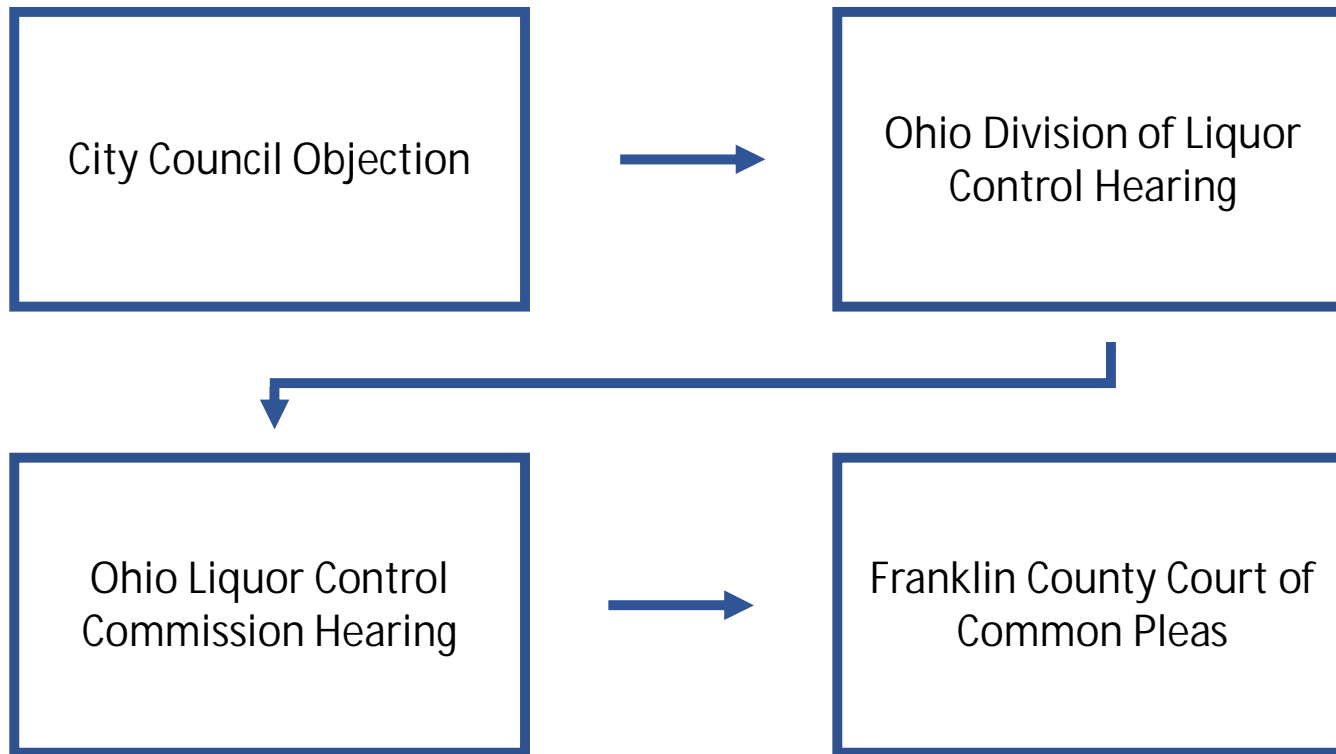 City Council Objection
Ohio Division of Liquor
Control Hearing
Ohio Liquor Control
Commission Hearing
Franklin County Court of
Common Pleas